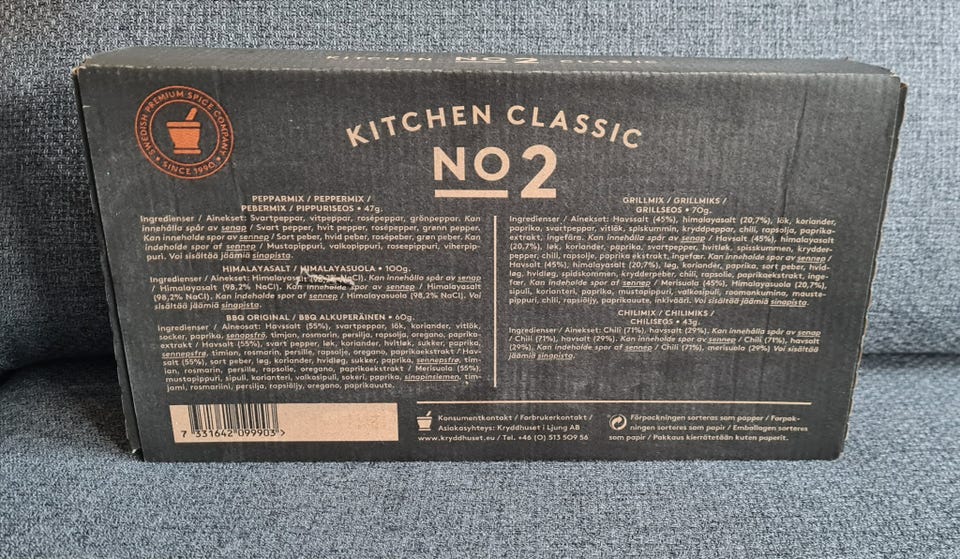 KITCHEN NO2 CLASSIC
SWEDISH PREMIUM SPICE COMPANY
• SINCE 1990 •
KITCHEN CLASSIC
NO2
PEPPARMIX / PEPPERMIX /
PEBERMIX / PIPPURISEOS • 47g.
Ingredienser / Ainekset: Svartpeppar, vitpeppar, rosépeppar, grönpeppar. Kan
innehålla spår av senap / Svart pepper, hvit pepper, rosépepper, grønn pepper.
Kan inneholde spor av sennep / Sort peber, hvid peber, rosépeber, grøn peber. Kan
indeholde spor af sennep / Mustapippuri, valkopippuri, roseepippuri, viherpip-
puri. Voi sisältää jäämiä sinapista.
HIMALAYASALT / HIMALAYASUOLA • 100g.
Ingredienser / Ainekset: Himalayasalt (98,2% NaCl). Kan innehålla spår av senap
/ Himalayasalt (98,2% NaCl). Kan inneholde spor av sennep / Himalayasalt
(98,2% NaCl). Kan indeholde spor af sennep / Himalayasuola (98,2% NaCl). Voi
sisältää jäämiä sinapista.
BBQ ORIGINAL / BBQ ALKUPERÄINEN • 60g.
Ingredienser / Aineosat: Havssalt (55%), svartpeppar, lök, koriander, vitlök,
socker, paprika, senapsfrö, timjan, rosmarin, persilja, rapsolja, oregano, paprika-
extrakt / Havsalt (55%), svart pepper, løk, koriander, hvitløk, sukker, paprika,
sennepsfrø, timian, rosmarin, persille, rapsolje, oregano, paprikaekstrakt / Hav-
salt (55%), sort peber, løg, koriander, hvidløg, sukker, paprika, sennepsfrø, tim-
ian, rosmarin, persille, rapsolie, oregano, paprikaekstrakt / Merisuola (55%),
mustapippuri, sipuli, korianteri, valkosipuli, sokeri, paprika, sinapinsiemen, tim-
jami, rosmariini, persilja, rapsiöljy, oregano, paprikauute.
GRILLMIX / GRILLMIKS /
GRILLSEOS • 70g.
Ingredienser / Ainekset: Havssalt (45%), himalayasalt (20,7%), lök, koriander,
paprika, svartpeppar, vitlök, spiskummin, kryddpeppar, chili, rapsolja, paprika-
extrakt, ingefära. Kan innehålla spår av senap / Havsalt (45%), himalayasalt
(20,7%), løk, koriander, paprika, svartpepper, hvitløk, spisskummen, krydder-
pepper, chili, rapsolje, paprika ekstrakt, ingefær. Kan inneholde spor av sennep
/ Havsalt (45%), himalayasalt (20,7%), løg, koriander, paprika, sort peber, hvid-
løg, hvidløg, spidskommen, krydderpeber, chili, rapsolie, paprikaekstrakt, inge-
fær. Kan indeholde spor af sennep / Merisuola (45%), Himalayasuola (20,7%),
sipuli, korianteri, paprika, mustapippuri, valkosipuli, roomankumina, mauste-
pippuri, chili, rapsiöljy, paprikauute, inkivääri. Voi sisältää jäämiä sinapista.
CHILIMIX / CHILIMIKS /
CHILISEOS • 43g.
Ingredienser / Ainekset: Chili (71%), havssalt (29%). Kan innehålla spår av senap
/ Chili (71%), havsalt (29%). Kan inneholde spor av sennep / Chili (71%), havsalt
(29%). Kan indeholde spor af sennep / Chili (71%), merisuola (29%) Voi sisältää
jäämiä sinapista.
7 331642 099903 >
Konsumentkontakt / Forbrukerkontakt /
Asiakasyhteys: Kryddhuset i Ljung AB
www.kryddhuset.eu / Tel. +46 (0) 513 509 56
Förpackningen sorteras som papper / Forpak-
ningen sorteres som papir / Emballagen sorteres
som papir / Pakkaus kierrätetään kuten paperit.